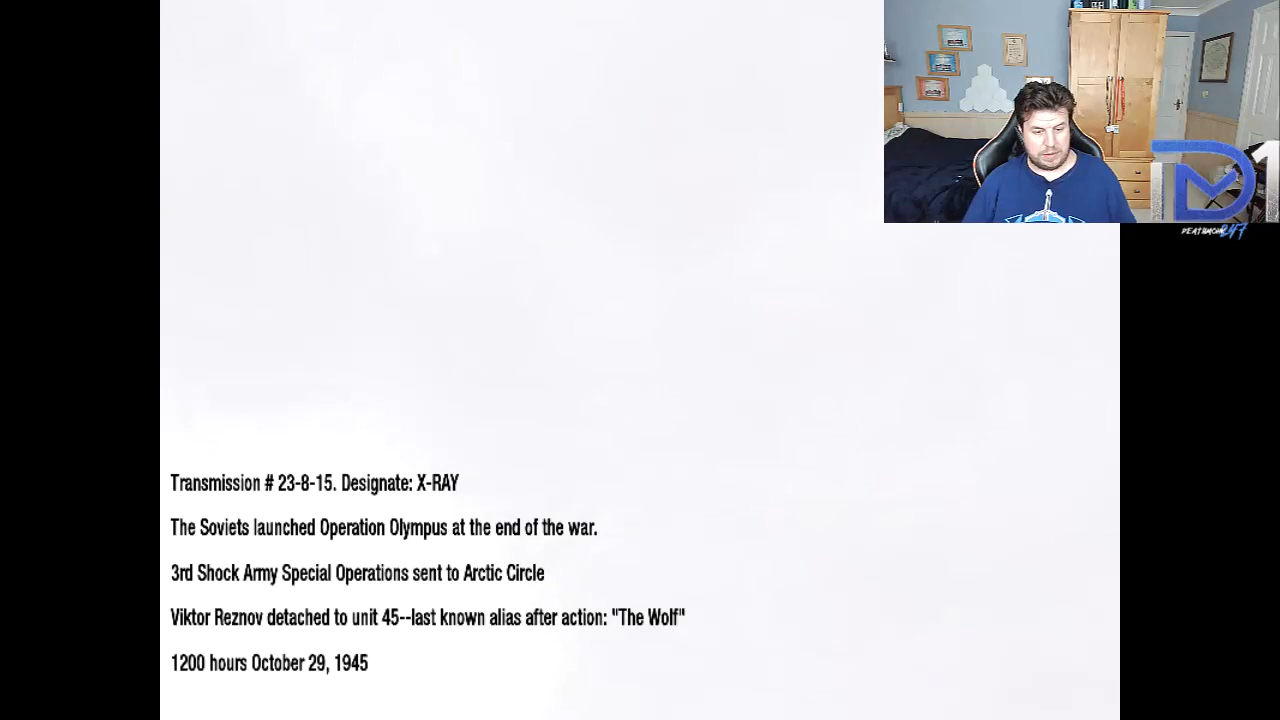 Transmission # 23-8-15. Designate: X-RAY
The Soviets launched Operation Olympus at the end of the war.
3rd Shock Army Special Operations sent to Arctic Circle
Viktor Reznov detached to unit 45--last known alias after action: "The Wolf"
1200 hours October 29, 1945